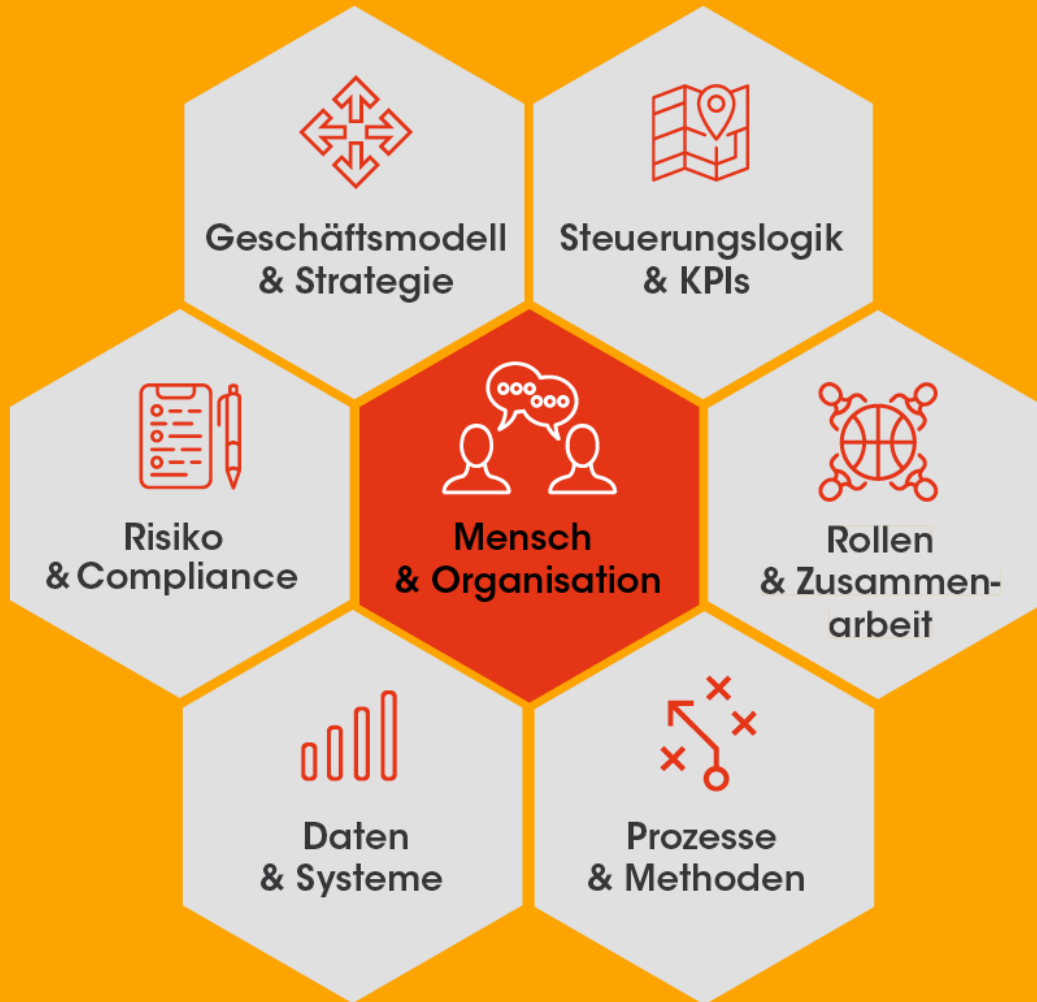 Geschäftsmodell
& Strategie
Steuerungslogik
& KPIs
Risiko
& Compliance
Mensch
& Organisation
Rollen
& Zusammen-
arbeit
Daten
& Systeme
Prozesse
& Methoden